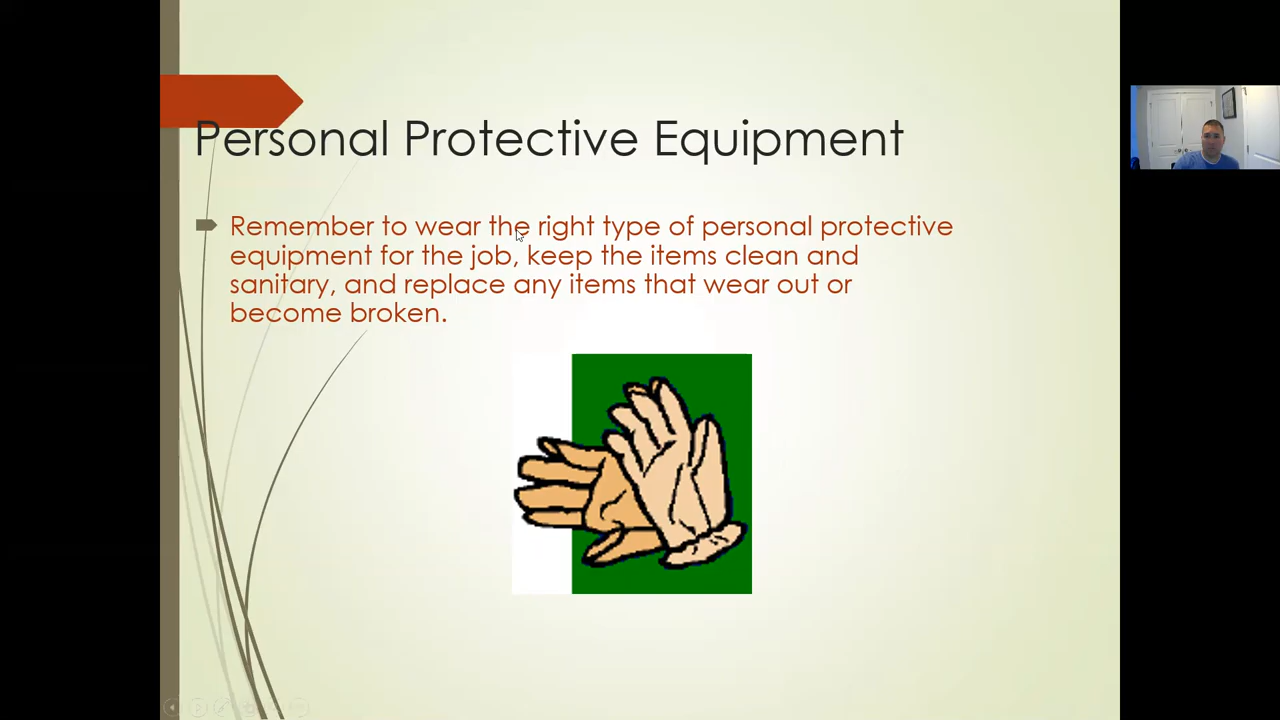 Personal Protective Equipment
Remember to wear the right type of personal protective
equipment for the job, keep the items clean and
sanitary, and replace any items that wear out or
become broken.